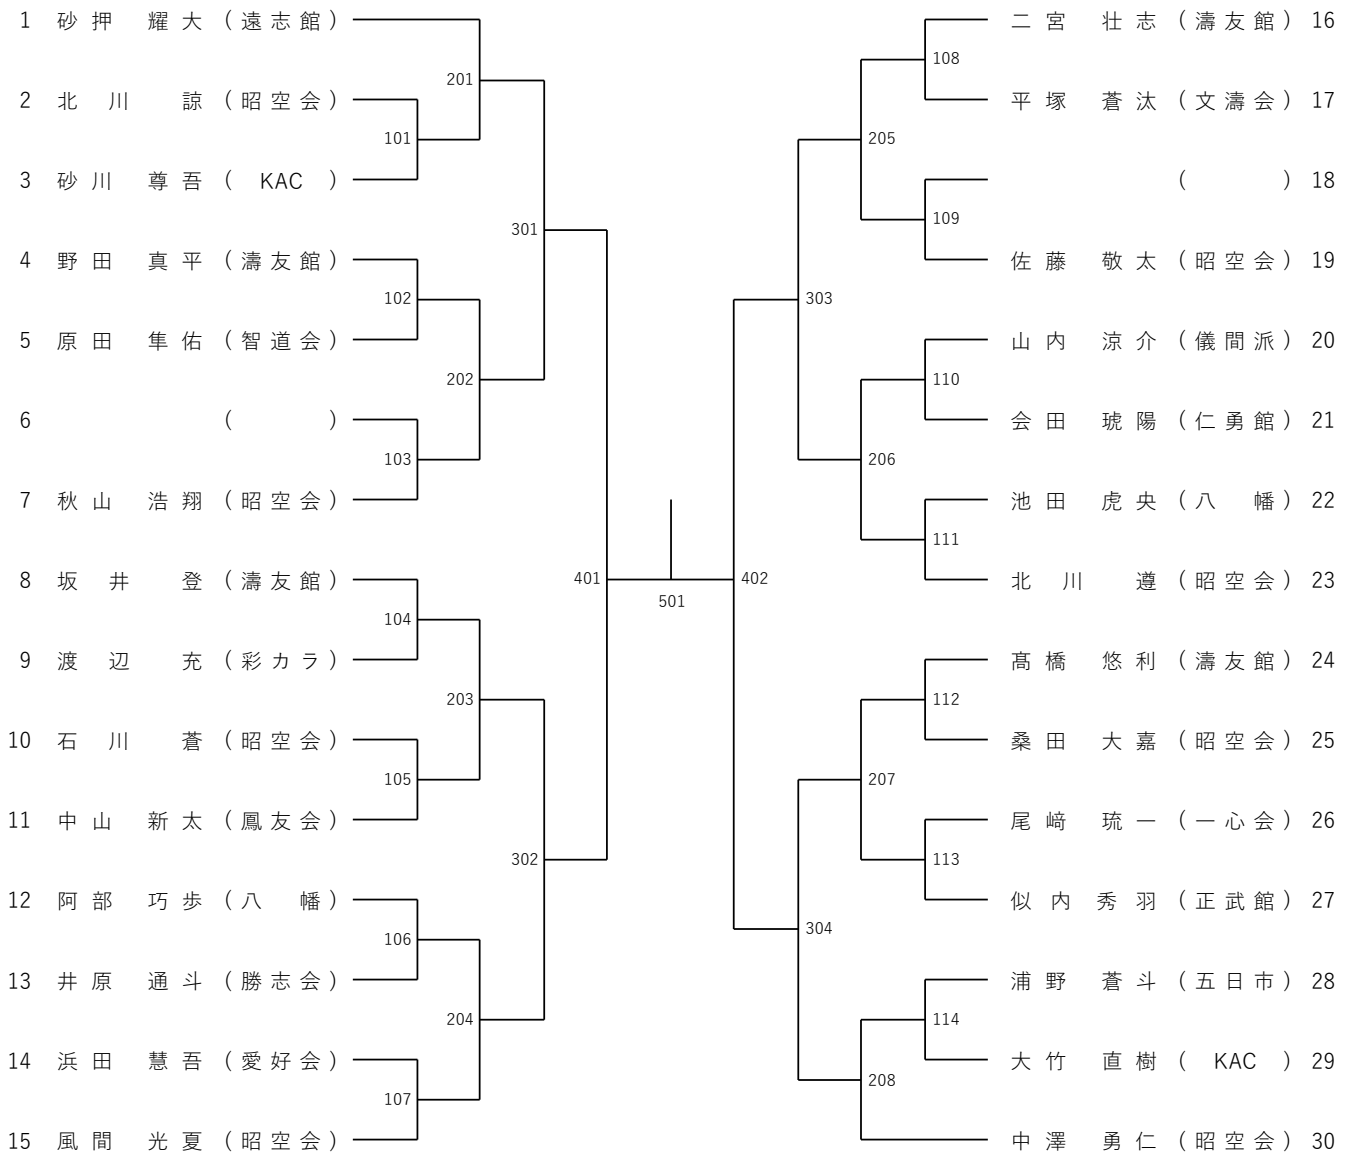 1 砂押 耀大 (遠志館)
201
2 北川 諒 (昭空会)
101
3 砂川 尊吾 ( KAC )
301
4 野田 真平 (濤友館)
102
5 原田 隼佑 (智道会)
202
6 ( )
103
7 秋山 浩翔 (昭空会)
401
8 坂井 登 (濤友館)
104
9 渡辺 充 (彩カラ)
203
10 石川 蒼 (昭空会)
105
11 中山 新太 (鳳友会)
302
12 阿部 巧歩 (八幡)
106
13 井原 通斗 (勝志会)
204
14 浜田 慧吾 (愛好会)
107
15 風間 光夏 (昭空会)
501
二宮 壮志 (濤友館) 16
108
平塚 蒼汰 (文濤会) 17
205
( ) 18
109
佐藤 敬太 (昭空会) 19
303
山内 涼介 (儀間派) 20
110
会田 琥陽 (仁勇館) 21
206
池田 虎央 (八幡) 22
111
北川 遵 (昭空会) 23
402
髙橋 悠利 (濤友館) 24
112
桑田 大嘉 (昭空会) 25
207
尾﨑 琉一 (一心会) 26
113
似内 秀羽 (正武館) 27
304
浦野 蒼斗 (五日市) 28
114
大竹 直樹 ( KAC ) 29
208
中澤 勇仁 (昭空会) 30